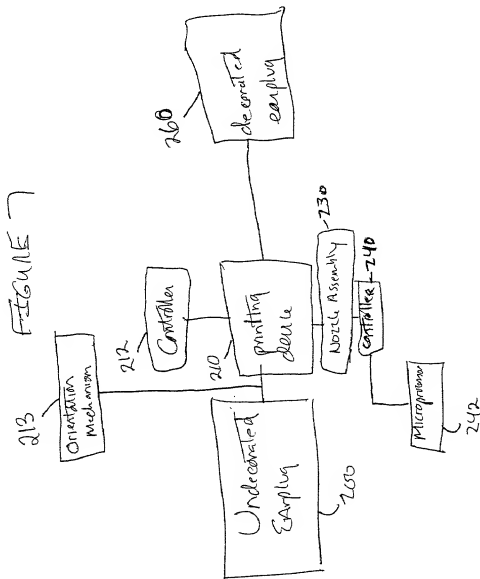 FIGURE 7
213
Orientation
Mechanism
212
Controller
210
printing
device
260
decorated
earplug
Undecorated
EArplug
200
Nozzle Assembly
230
controller
240
Microprocessor
242